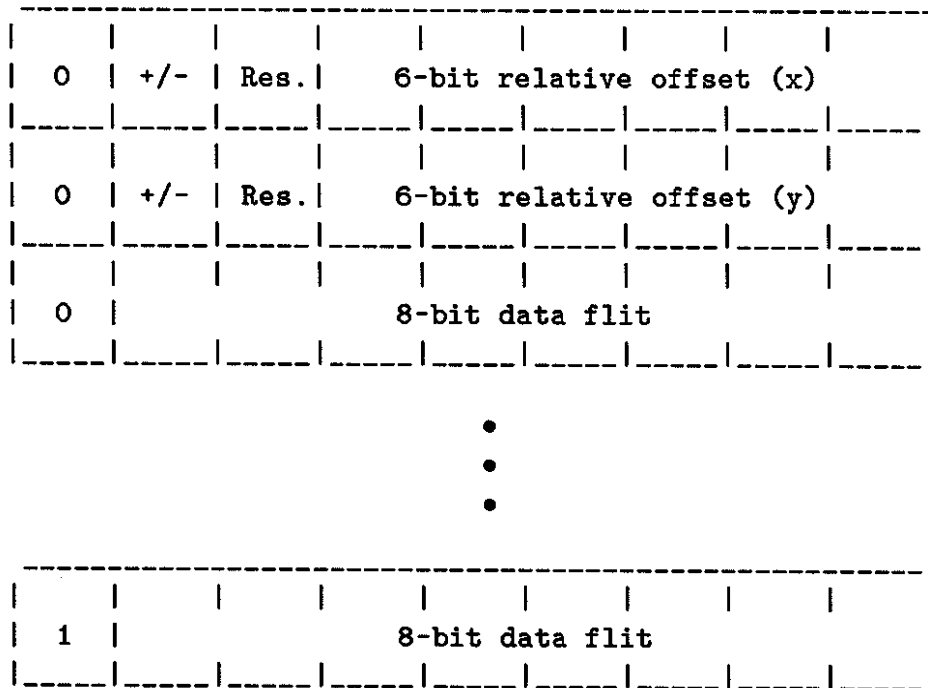 0 +/- Res. 6-bit relative offset (x)
0 +/- Res. 6-bit relative offset (y)
0 8-bit data flit
1 8-bit data flit